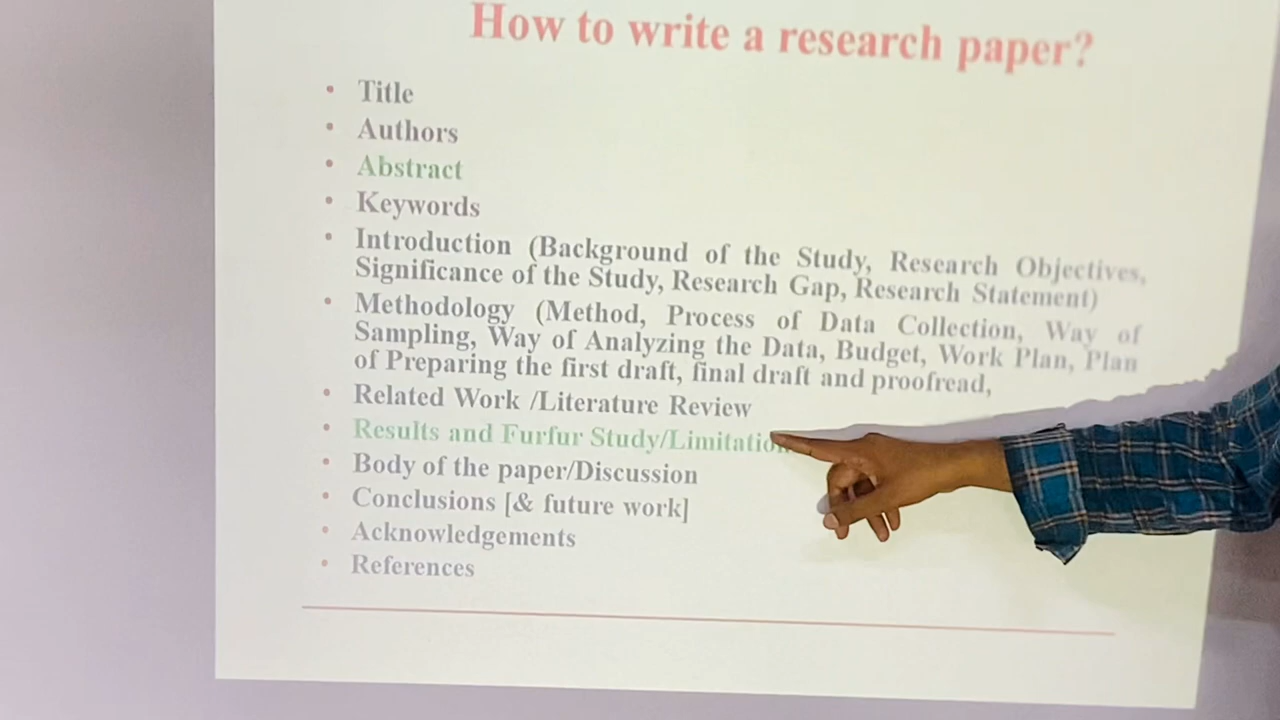 How to write a research paper?
• Title
• Authors
• Abstract
• Keywords
• Introduction (Background of the Study, Research Objectives,
Significance of the Study, Research Gap, Research Statement)
• Methodology (Method, Process of Data Collection, Way of
Sampling, Way of Analyzing the Data, Budget, Work Plan, Plan
of Preparing the first draft, final draft and proofread,
• Related Work /Literature Review
• Results and Furfur Study/Limitation
• Body of the paper/Discussion
• Conclusions [& future work]
• Acknowledgements
• References